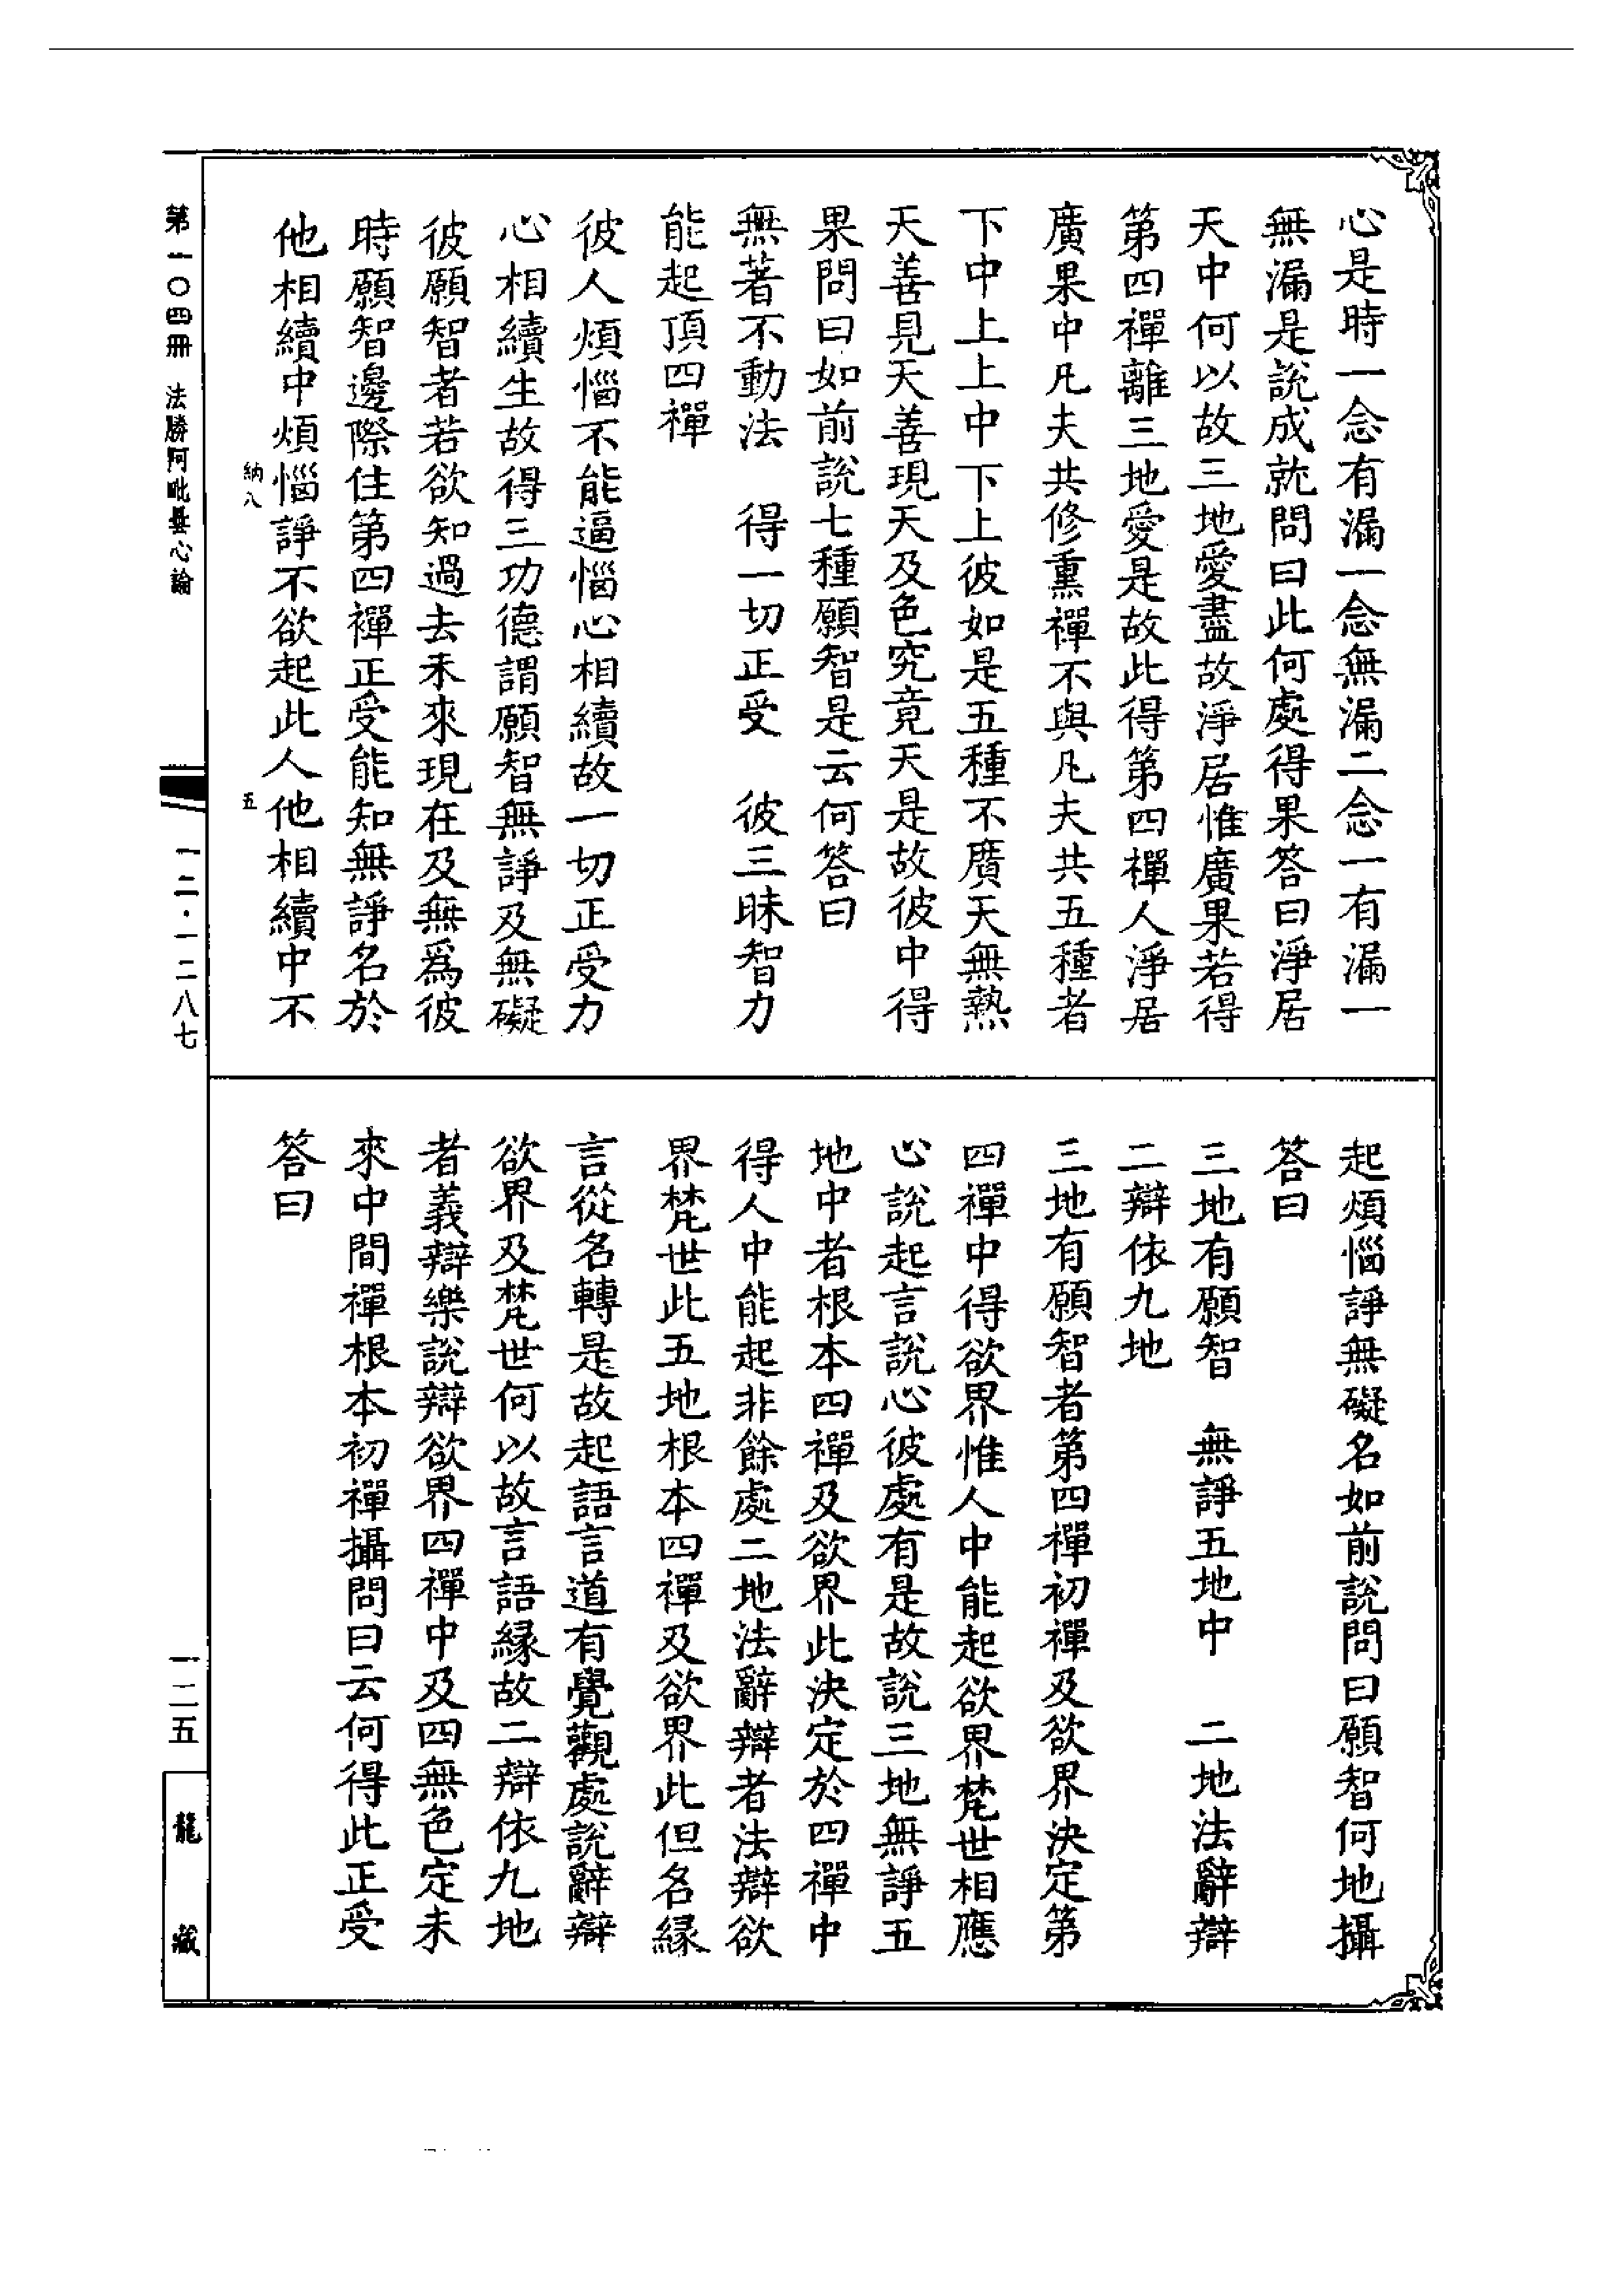 心是時一念有漏一念無漏二念一有漏一
無漏是說成就問曰此何處得果答曰淨居
天中何以故三地愛盡故淨居惟廣果若得
第四禪離三地愛是故此得第四禪人淨居
廣果中凡夫共修熏禪不與凡夫共五種者
下中上上中下上彼如是五種不廣天無熱
天善見天善現天及色究竟天是故彼中得
果問曰如前說七種願智是云何答曰
無著不動法　得一切正受　彼三昧智力
能起頂四禪
彼人煩惱不能逼惱心相續故一切正受力
心相續生故得三功德謂願智無諍及無礙
彼願智者若欲知過去未來現在及無爲彼
時願智邊際住第四禪正受能知無諍名於
他相續中煩惱諍不欲起此人他相續中不
起煩惱諍無礙名如前說問曰願智何地攝
答曰
三地有願智　無諍五地中　二地法辭辯
二辯依九地
三地有願智者第四禪初禪及欲界決定第
四禪中得欲界惟人中能起欲界梵世相應
心說起言說心彼處有是故說三地無諍五
地中者根本四禪及欲界此決定於四禪中
得人中能起非餘處二地法辭辯者法辯欲
界梵世此五地根本四禪及欲界此但名縁
言從名轉是故起語言道有覺觀處說辭辯
欲界及梵世何以故言語縁故二辯依九地
者義辯樂說辯欲界四禪中及四無色定未
來中間禪根本初禪攝問曰云何得此正受
答曰
納八　五
第一〇四冊　法勝阿毗曇心論
一二·一二八七
一二五
龍藏